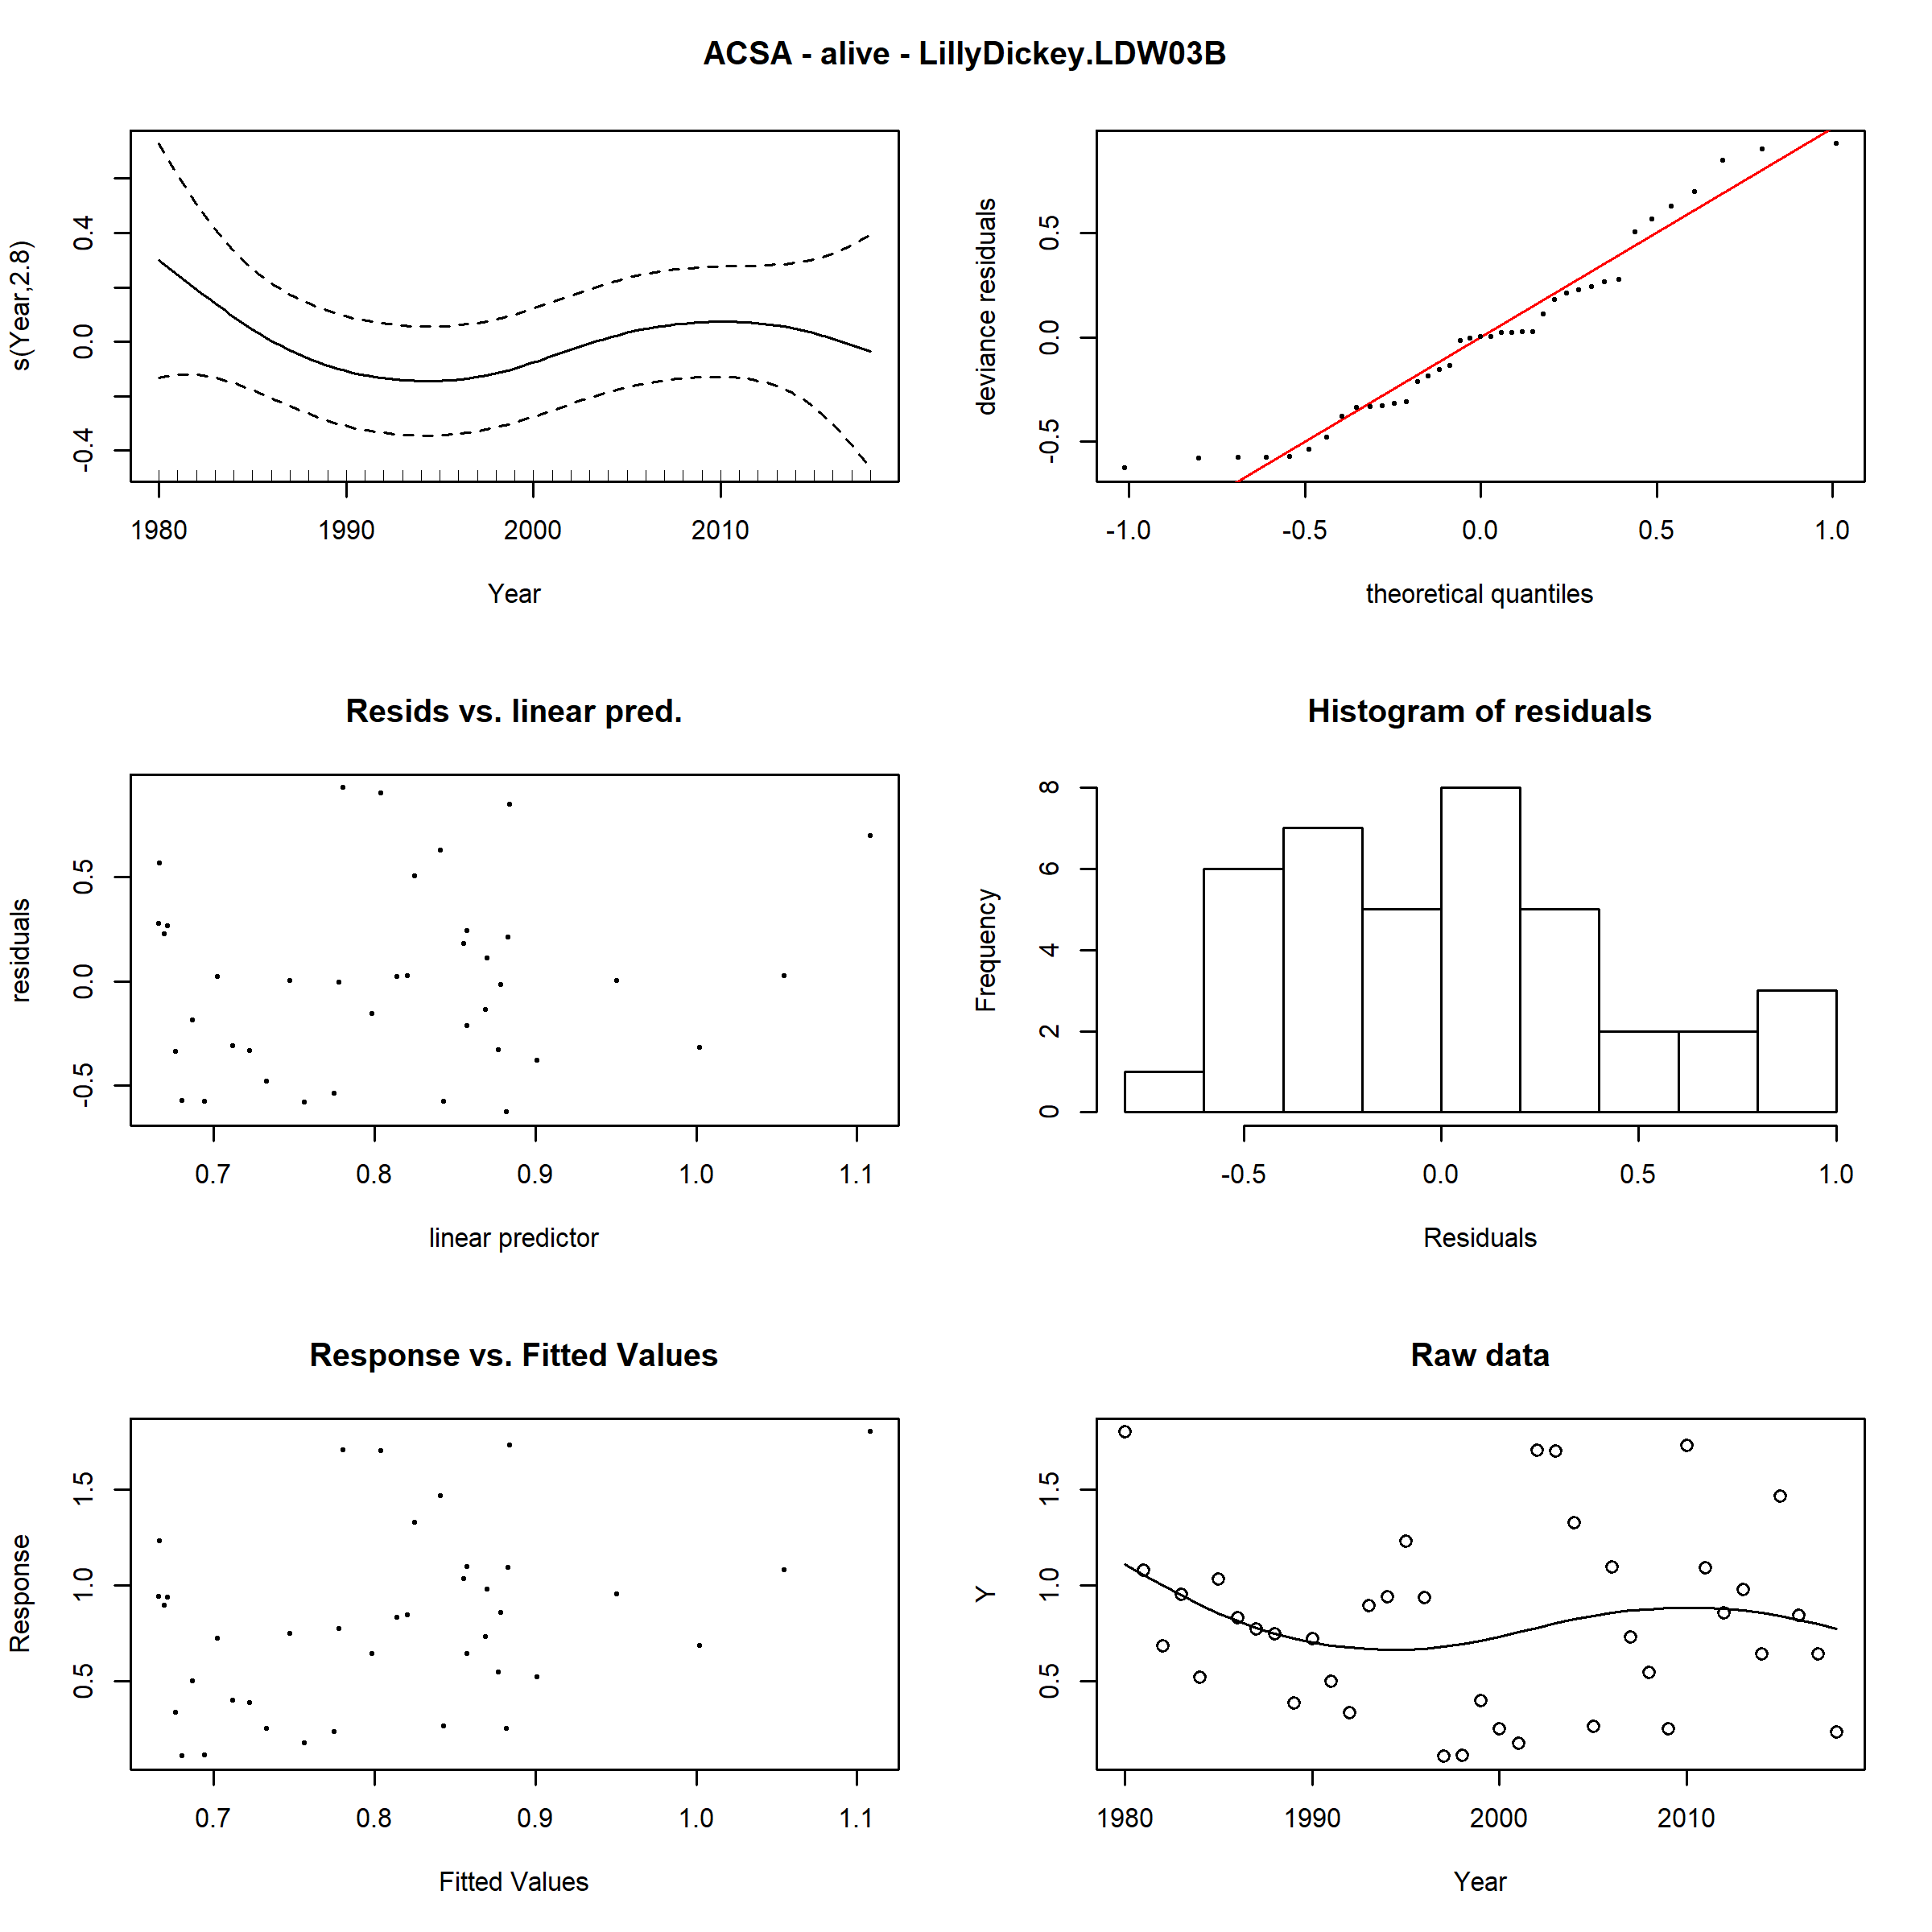 ACSA - alive - LillyDickey.LDW03B
s(Year,2.8)
-0.4 0.0 0.4
1980 1990 2000 2010
Year
deviance residuals
-0.5 0.0 0.5
-1.0 -0.5 0.0 0.5 1.0
theoretical quantiles
Resids vs. linear pred.
residuals
-0.5 0.0 0.5
0.7 0.8 0.9 1.0 1.1
linear predictor
Histogram of residuals
Frequency
0 2 4 6 8
-0.5 0.0 0.5 1.0
Residuals
Response vs. Fitted Values
Response
0.5 1.0 1.5
0.7 0.8 0.9 1.0 1.1
Fitted Values
Raw data
Y
0.5 1.0 1.5
1980 1990 2000 2010
Year